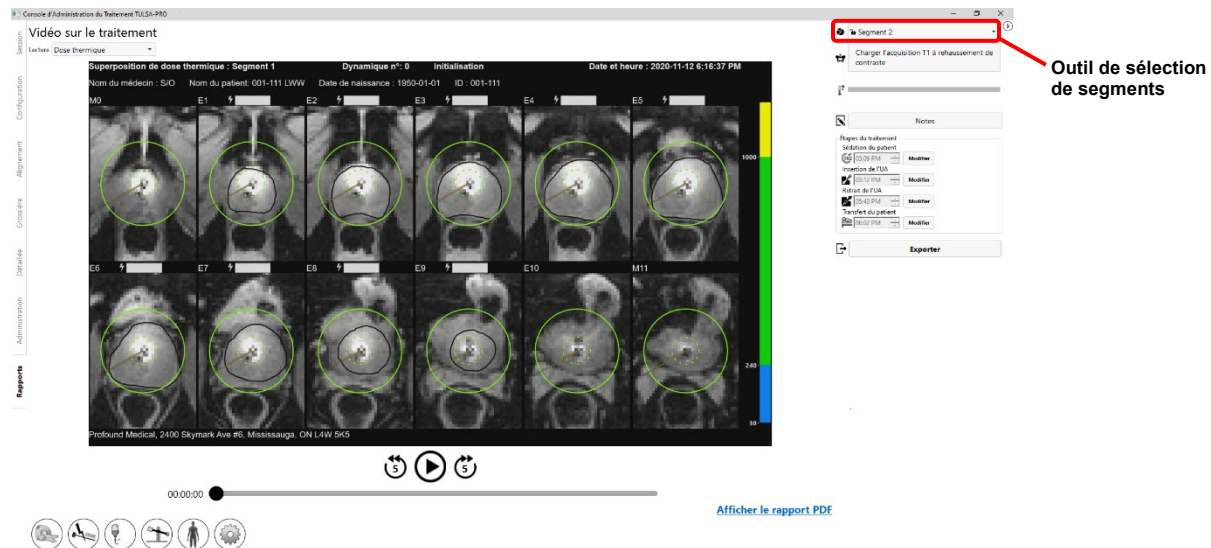 Console d'Administration du Traitement TULSA-PRO
Vidéo sur le traitement
Lecture Dose thermique
Session
Configuration
Alignement
Grossière
Détaillée
Administration
Rapports
Superposition de dose thermique : Segment 1 Dynamique n°: 0 Initialisation Date et heure : 2020-11-12 6:16:37 PM
Nom du médecin : S/O Nom du patient: 001-111 LWW Date de naissance : 1950-01-01 ID : 001-111
M0 E1 E2 E3 E4 E5
E6 E7 E8 E9 E10 M11
1000
240
30
Profound Medical, 2400 Skymark Ave #6, Mississauga, ON L4W 5K5
5 5
00:00:00
Afficher le rapport PDF
Segment 2
Charger l'acquisition T1 à rehaussement de
contraste
Notes
Étapes du traitement
Sédation du patient
03:09 PM Modifier
Insertion de l'UA
03:12 PM Modifier
Retrait de l'UA
05:43 PM Modifier
Transfert du patient
06:02 PM Modifier
Exporter
Outil de sélection
de segments